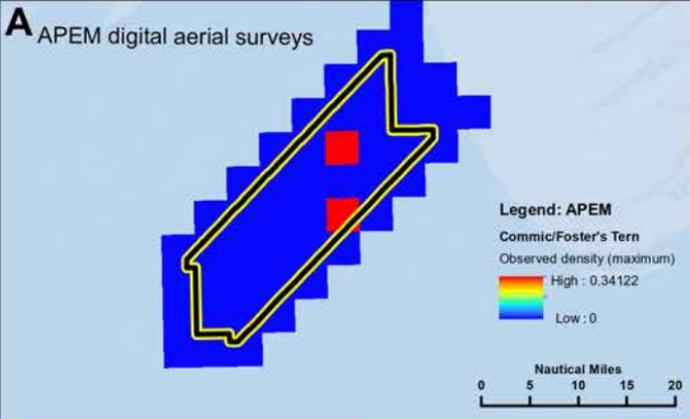 A APEM digital aerial surveys
Legend: APEM
Commic/Foster's Tern
Observed density (maximum)
High : 0.34122
Low : 0
Nautical Miles
0 5 10 15 20